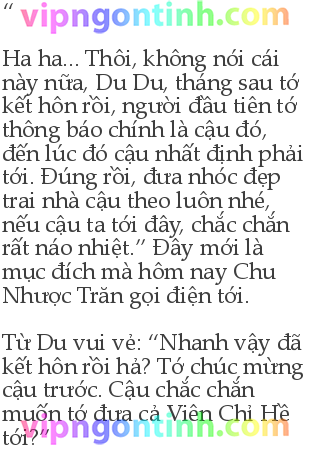 “
vipngontinh.com
Ha ha... Thôi, không nói cái
này nữa, Du Du, tháng sau tớ
kết hôn rồi, người đầu tiên tớ
thông báo chính là cậu đó,
đến lúc đó cậu nhất định phải
tới. Đúng rồi, đưa nhóc đẹp
trai nhà cậu theo luôn nhé,
nếu cậu ta tới đây, chắc chắn
rất náo nhiệt.” Đây mới là
mục đích mà hôm nay Chu
Nhược Trăn gọi điện tới.
Từ Du vui vẻ: “Nhanh vậy đã
kết hôn rồi hả? Tớ chúc mừng
cậu trước. Cậu chắc chắn
muốn tớ đưa cả Viên Chỉ Hề
tới?”
vipngontinh.com